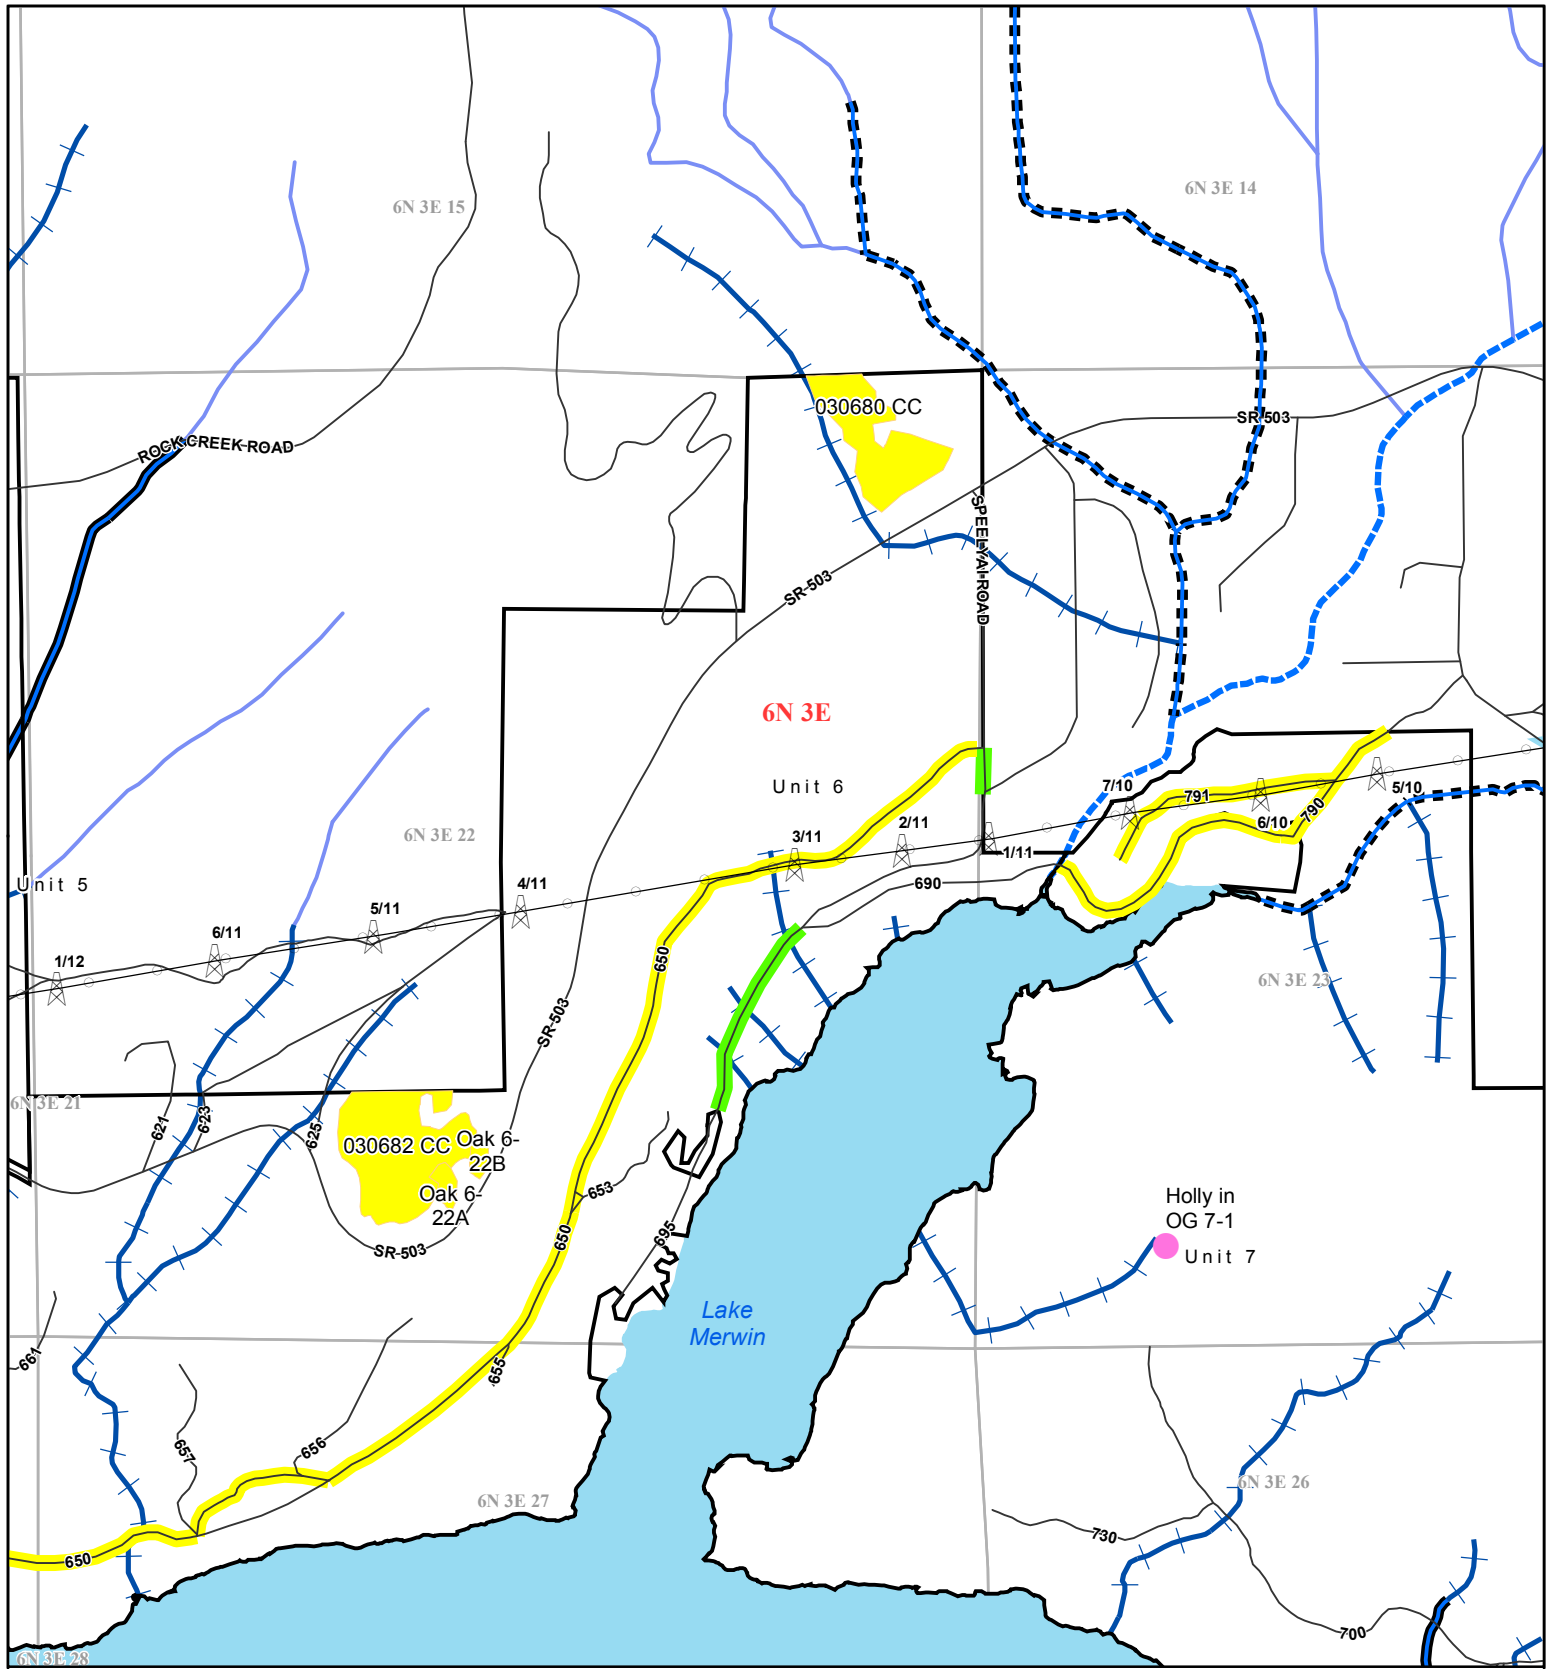 6N 3E 15
6N 3E 14
030680 CC
SR-503
ROCK CREEK ROAD
SPEELYAI ROAD
SR-503
6N 3E
Unit 6
7/10
791
5/10
790
6/10
6N 3E 22
3/11
2/11
1/11
Unit 5
4/11
690
5/11
6/11
1/12
650
6N 3E 23
SR-503
6N 3E 21
621
623
625
030682 CC
Oak 6-
22B
Oak 6-
22A
653
Holly in
OG 7-1
Unit 7
650
695
SR-503
Lake
Merwin
661
655
657
656
6N 3E 26
6N 3E 27
730
650
700
6N 3E 28